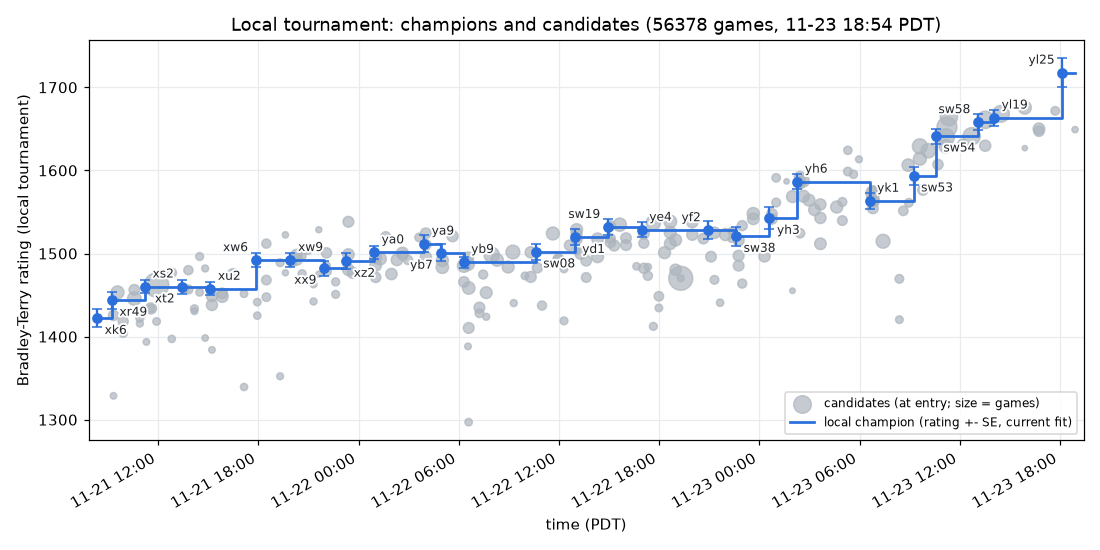 Local tournament: champions and candidates (56378 games, 11-23 18:54 PDT)
Bradley-Terry rating (local tournament)
1700
1600
1500
1400
1300
xk6
xr49
xs2
xt2
xu2
xw6
xw9
xx9
xz2
ya0
ya9
yb7
yb9
sw08
sw19
yd1
ye4
yf2
sw38
yh3
yh6
yk1
sw53
sw54
sw58
yl19
yl25
candidates (at entry; size = games)
local champion (rating +- SE, current fit)
11-21 12:00
11-21 18:00
11-22 00:00
11-22 06:00
11-22 12:00
11-22 18:00
11-23 00:00
11-23 06:00
11-23 12:00
11-23 18:00
time (PDT)